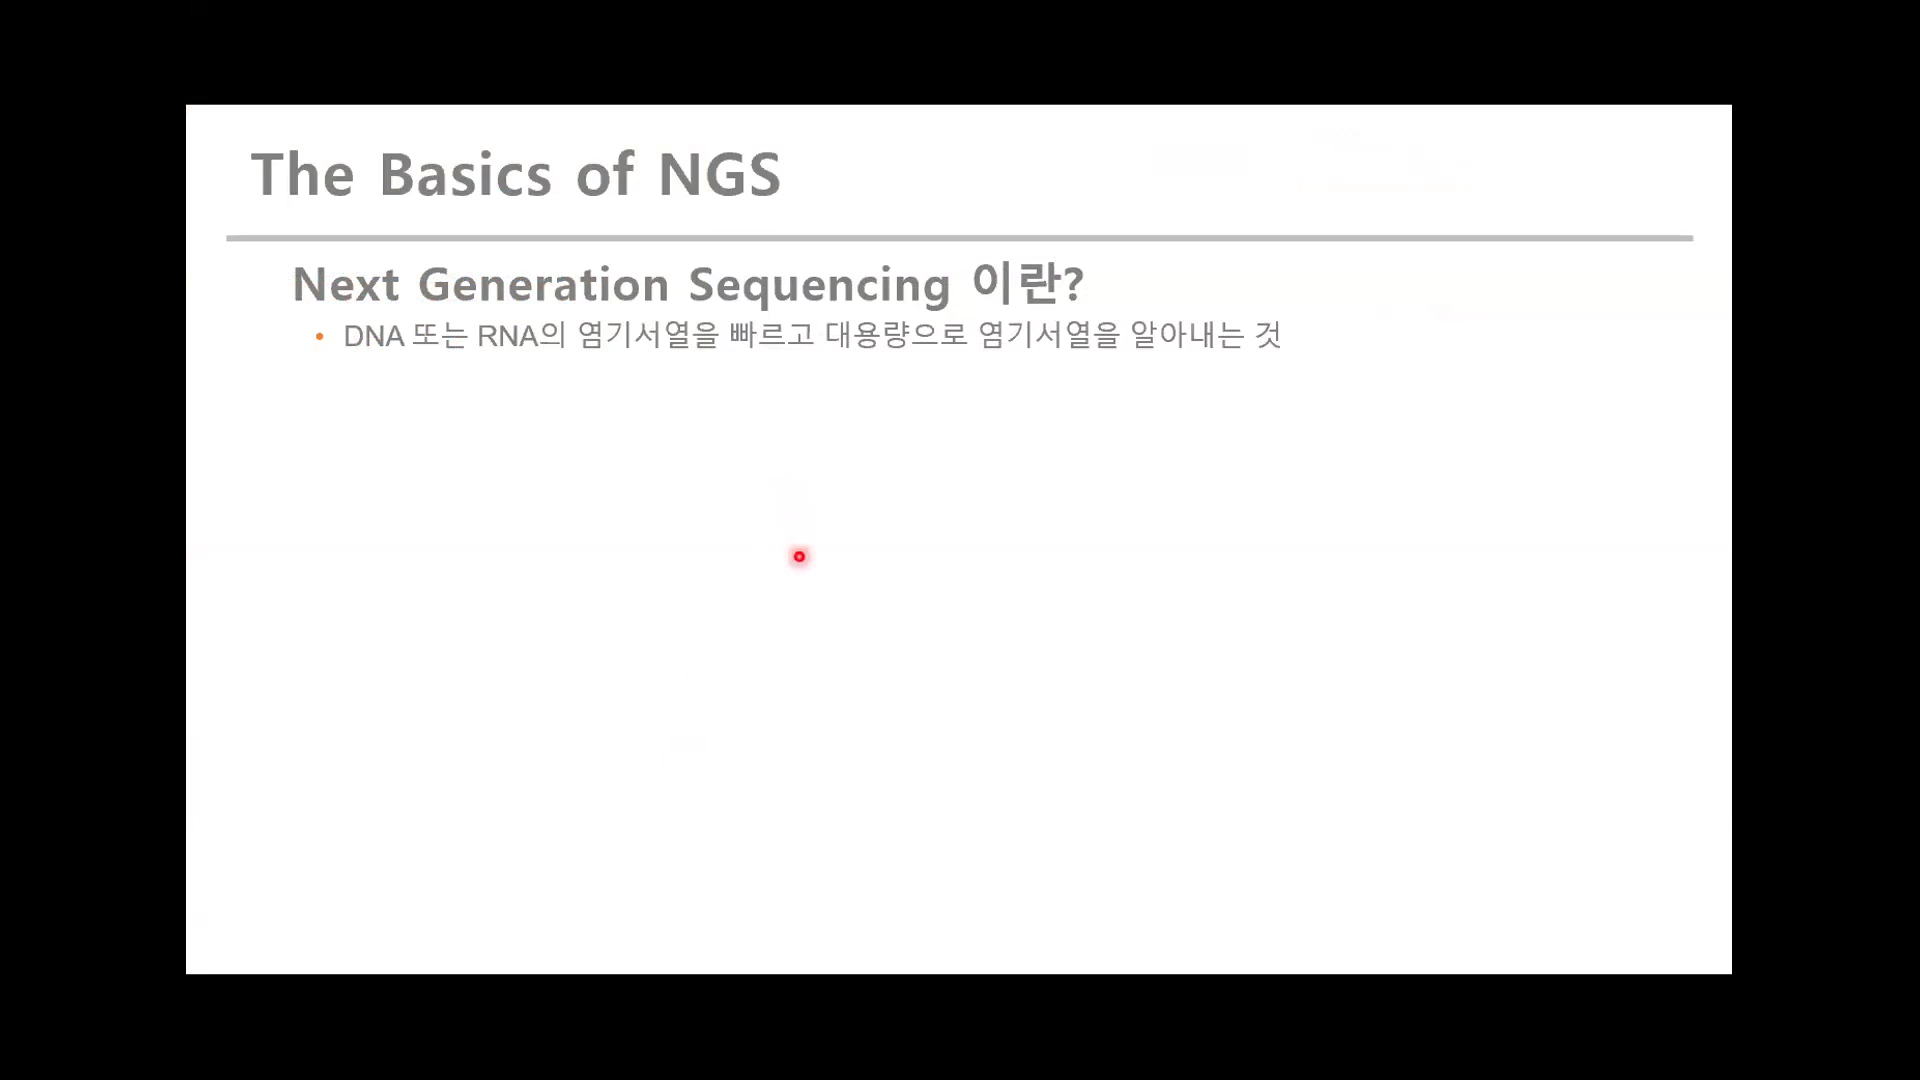 The Basics of NGS
Next Generation Sequencing 이란?
• DNA 또는 RNA의 염기서열을 빠르고 대용량으로 염기서열을 알아내는 것